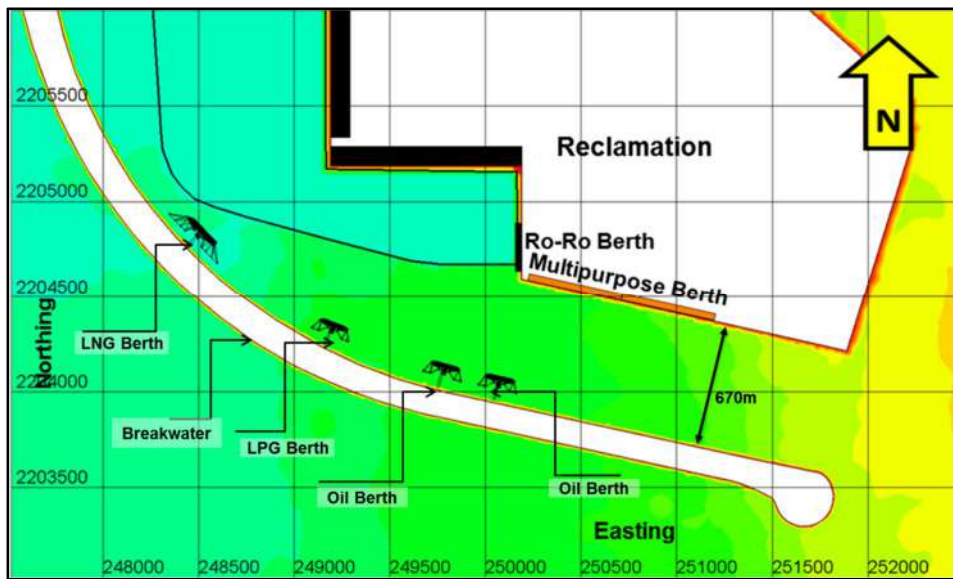 2205500
Reclamation
N
2205000
Ro-Ro Berth
Multipurpose Berth
2204500
Northing
LNG Berth
2204000
670m
Breakwater
LPG Berth
2203500
Oil Berth
Oil Berth
Easting
248000
248500
249000
249500
250000
250500
251000
251500
252000